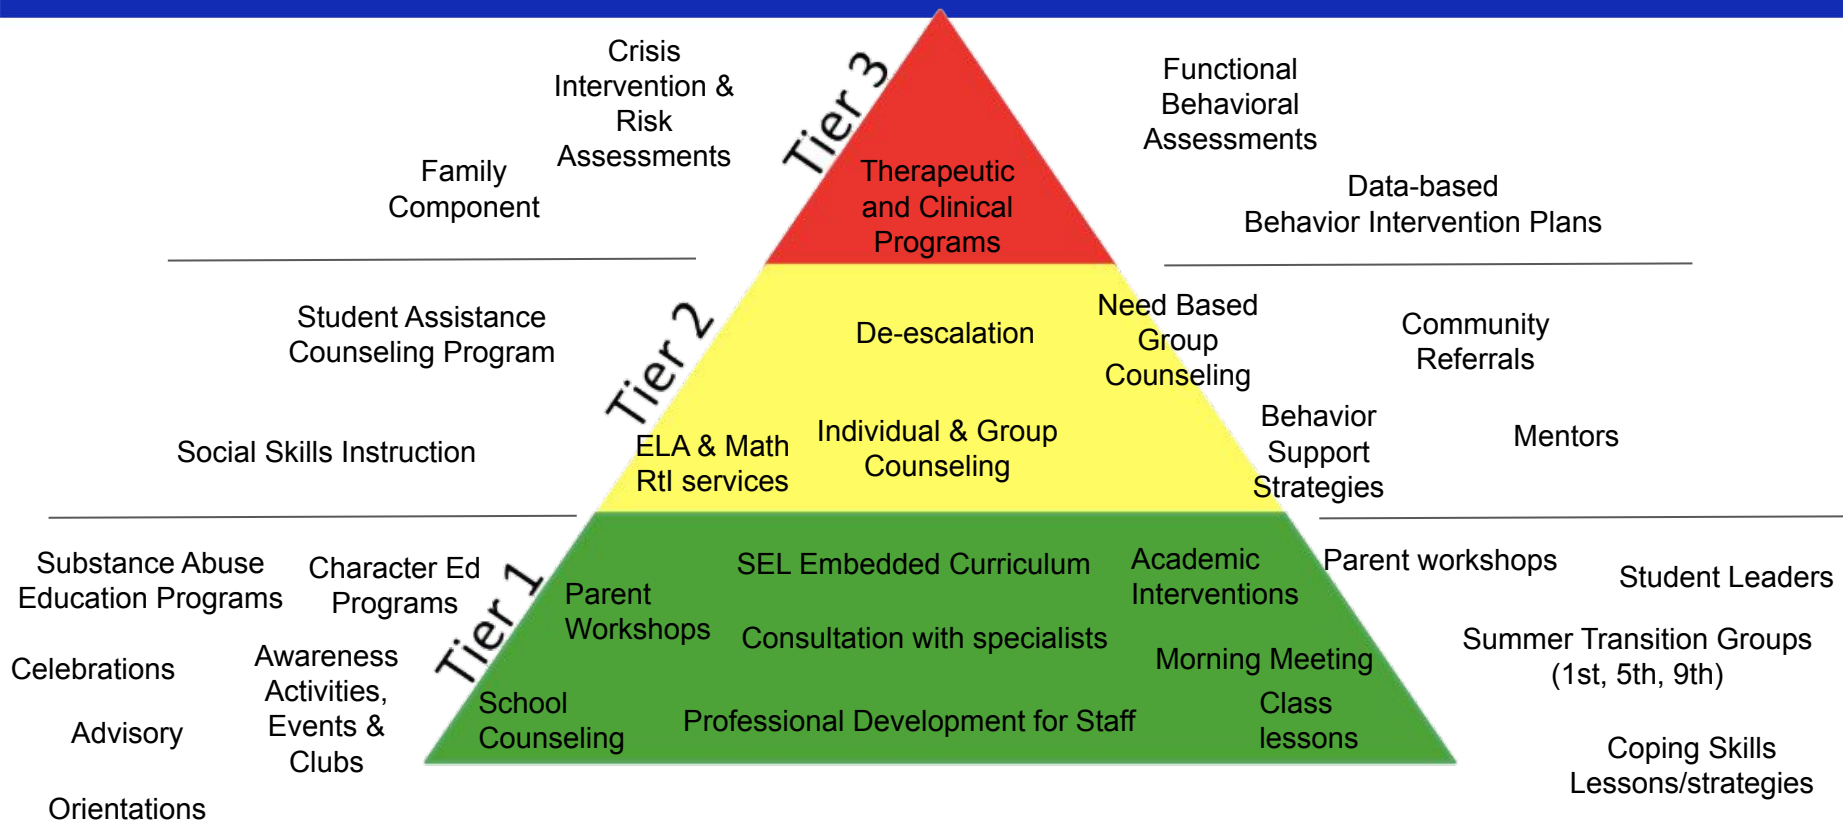 Crisis
Intervention &
Risk
Assessments
Family
Component
Tier 3
Therapeutic
and Clinical
Programs
Functional
Behavioral
Assessments
Data-based
Behavior Intervention Plans
Student Assistance
Counseling Program
Social Skills Instruction
Tier 2
De-escalation
ELA & Math
RtI services
Individual & Group
Counseling
Need Based
Group
Counseling
Behavior
Support
Strategies
Community
Referrals
Mentors
Substance Abuse
Education Programs
Character Ed
Programs
Celebrations
Awareness
Activities,
Events &
Clubs
Advisory
Orientations
Tier 1
Parent
Workshops
School
Counseling
SEL Embedded Curriculum
Consultation with specialists
Professional Development for Staff
Academic
Interventions
Morning Meeting
Class
lessons
Parent workshops
Student Leaders
Summer Transition Groups
(1st, 5th, 9th)
Coping Skills
Lessons/strategies